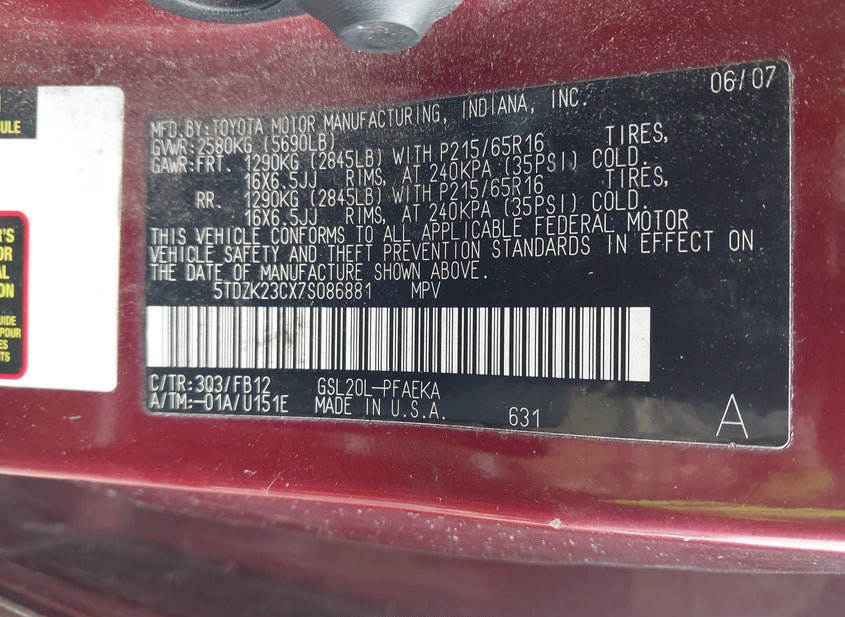 06/07
MFD.BY:TOYOTA MOTOR MANUFACTURING, INDIANA, INC.
GVWR: 2580KG (5690LB)
GAWR:FRT. 1290KG (2845LB) WITH P215/65R16 TIRES,
16X6.5JJ RIMS, AT 240KPA (35PSI) COLD.
RR. 1290KG (2845LB) WITH P215/65R16 TIRES,
16X6.5JJ RIMS, AT 240KPA (35PSI) COLD.
THIS VEHICLE CONFORMS TO ALL APPLICABLE FEDERAL MOTOR
VEHICLE SAFETY AND THEFT PREVENTION STANDARDS IN EFFECT ON
THE DATE OF MANUFACTURE SHOWN ABOVE.
5TDZK23CX7S086881 MPV
C/TR:3Q3/FB12 GSL20L-PFAEKA
A/TM:-01A/U151E MADE IN U.S.A. 631 A